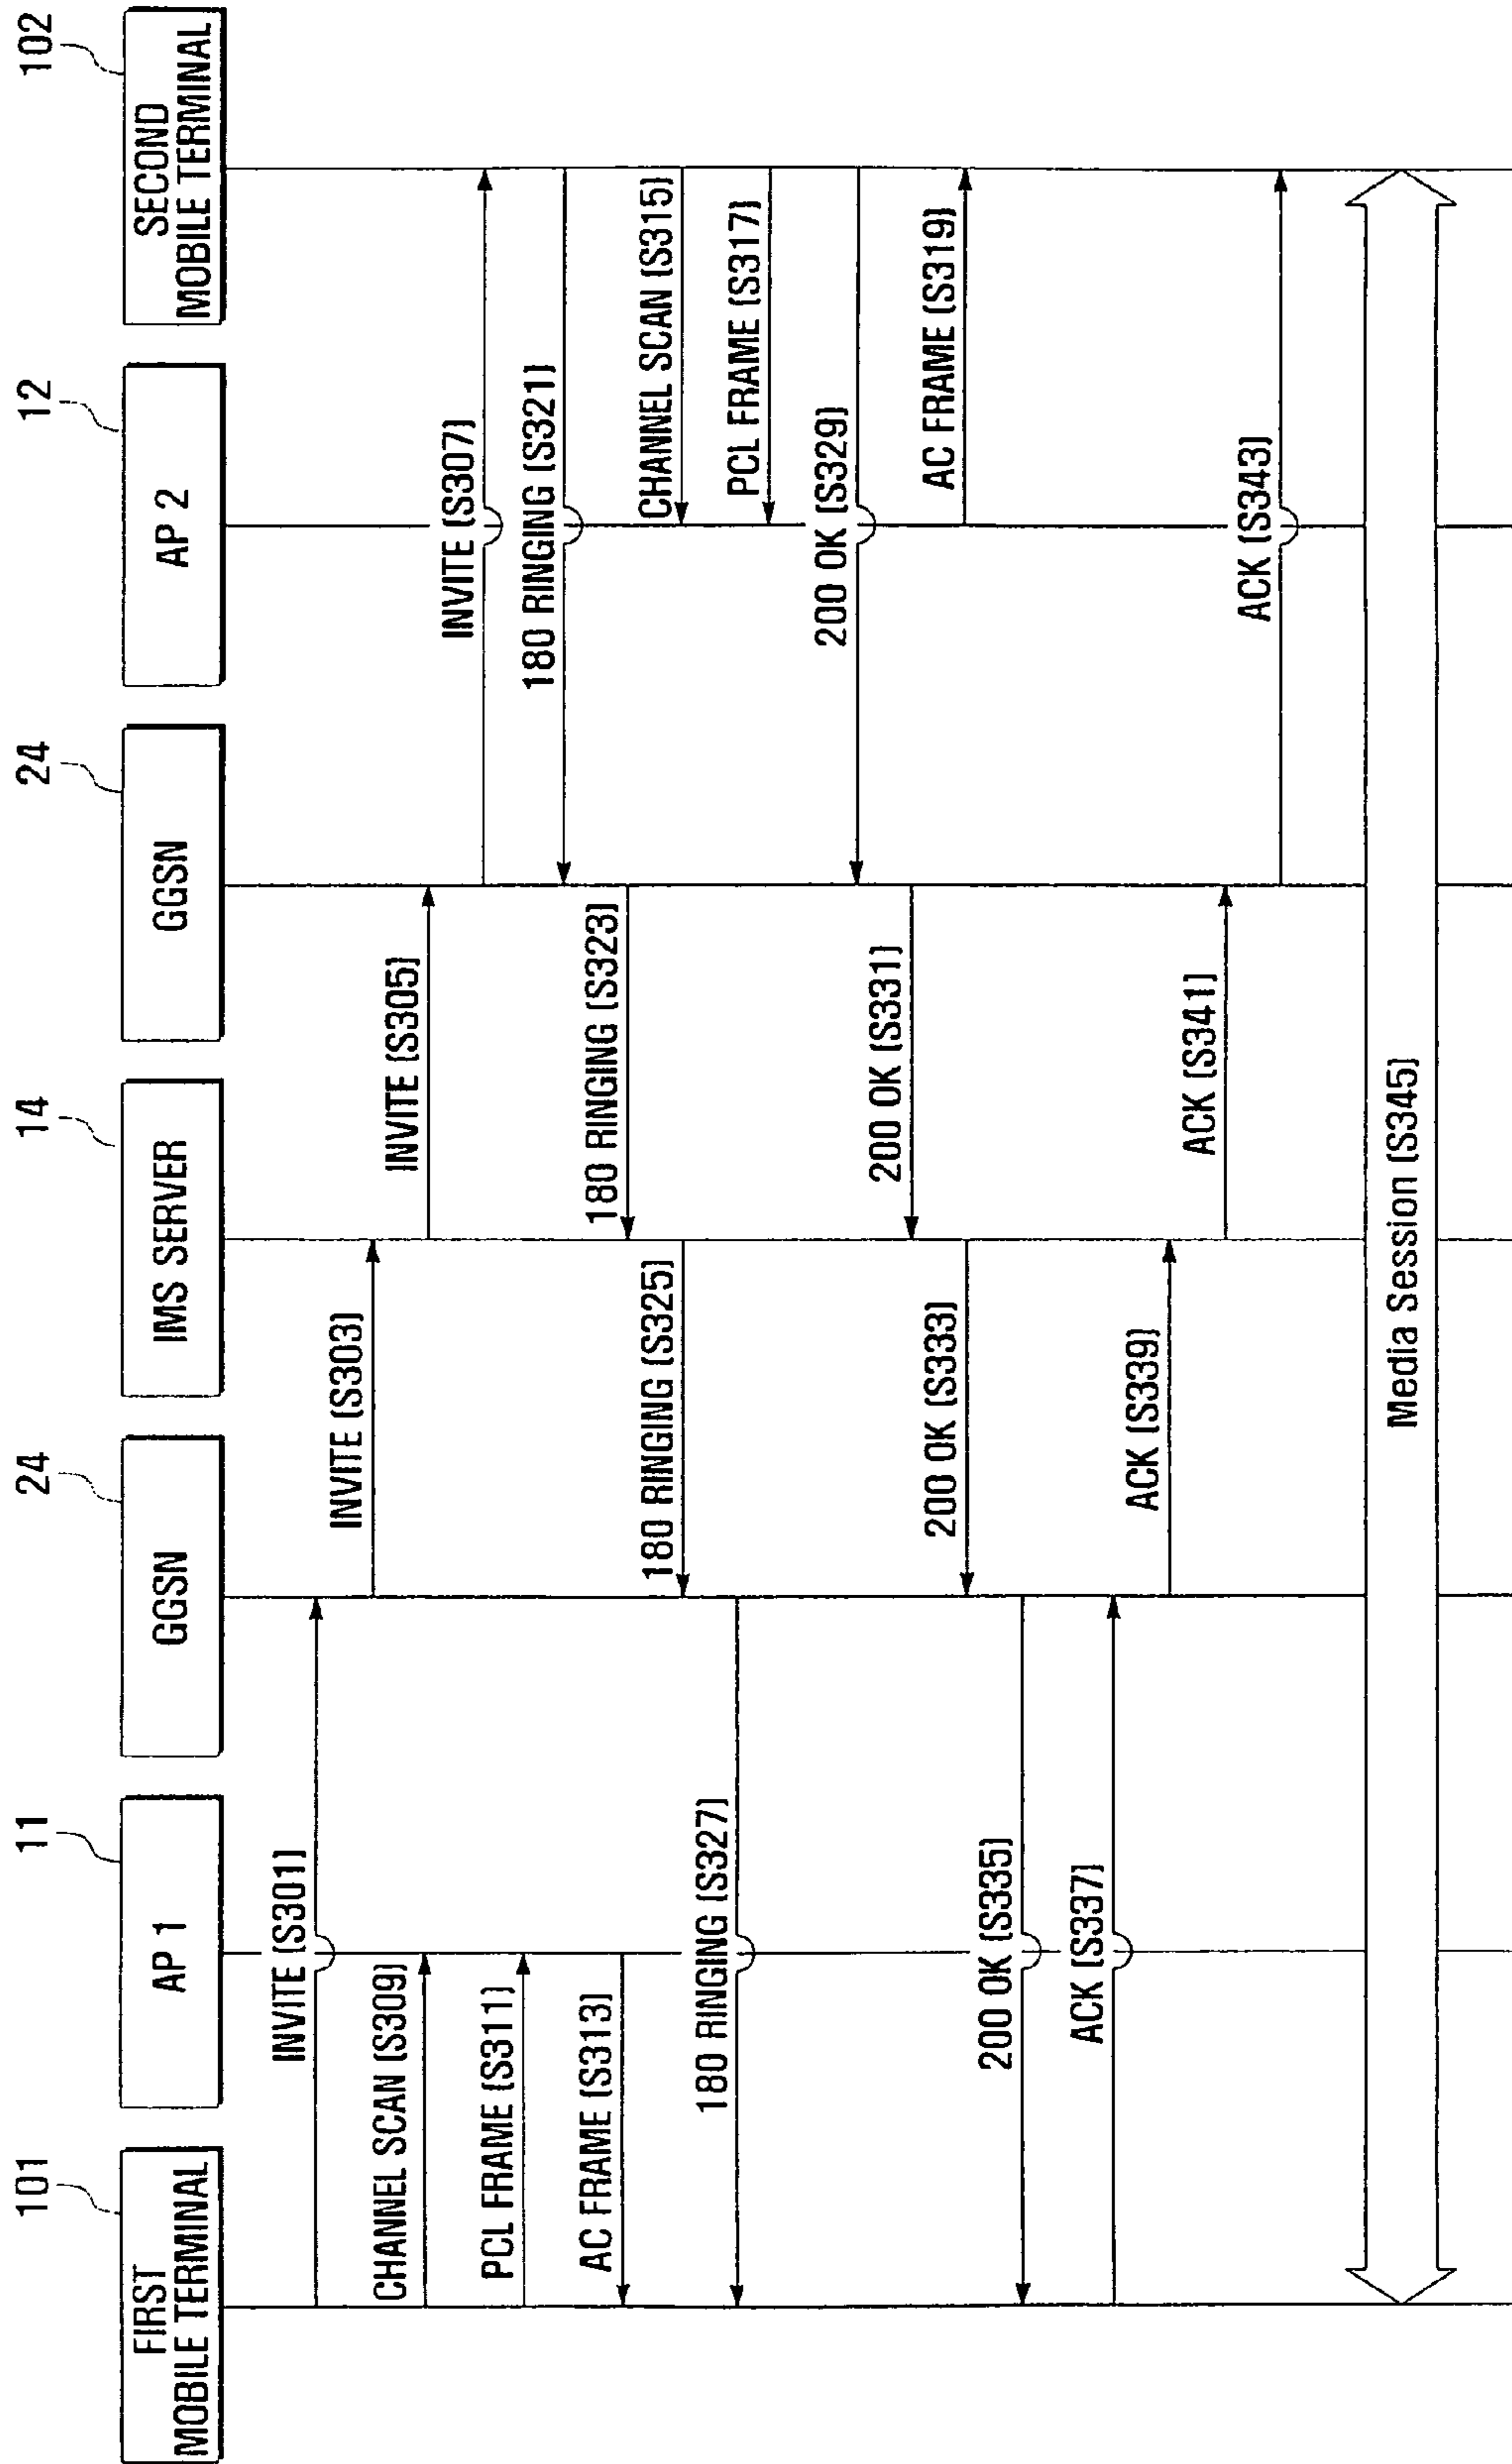 101
FIRST
MOBILE TERMINAL
11
AP 1
24
GGSN
14
IMS SERVER
24
GGSN
12
AP 2
102
SECOND
MOBILE TERMINAL
INVITE (S301)
INVITE (S303)
INVITE (S305)
INVITE (S307)
CHANNEL SCAN (S309)
PCL FRAME (S311)
AC FRAME (S313)
180 RINGING (S321)
180 RINGING (S323)
180 RINGING (S325)
180 RINGING (S327)
CHANNEL SCAN (S315)
PCL FRAME (S317)
200 OK (S329)
AC FRAME (S319)
200 OK (S331)
200 OK (S333)
200 OK (S335)
ACK (S337)
ACK (S339)
ACK (S341)
ACK (S343)
Media Session (S345)